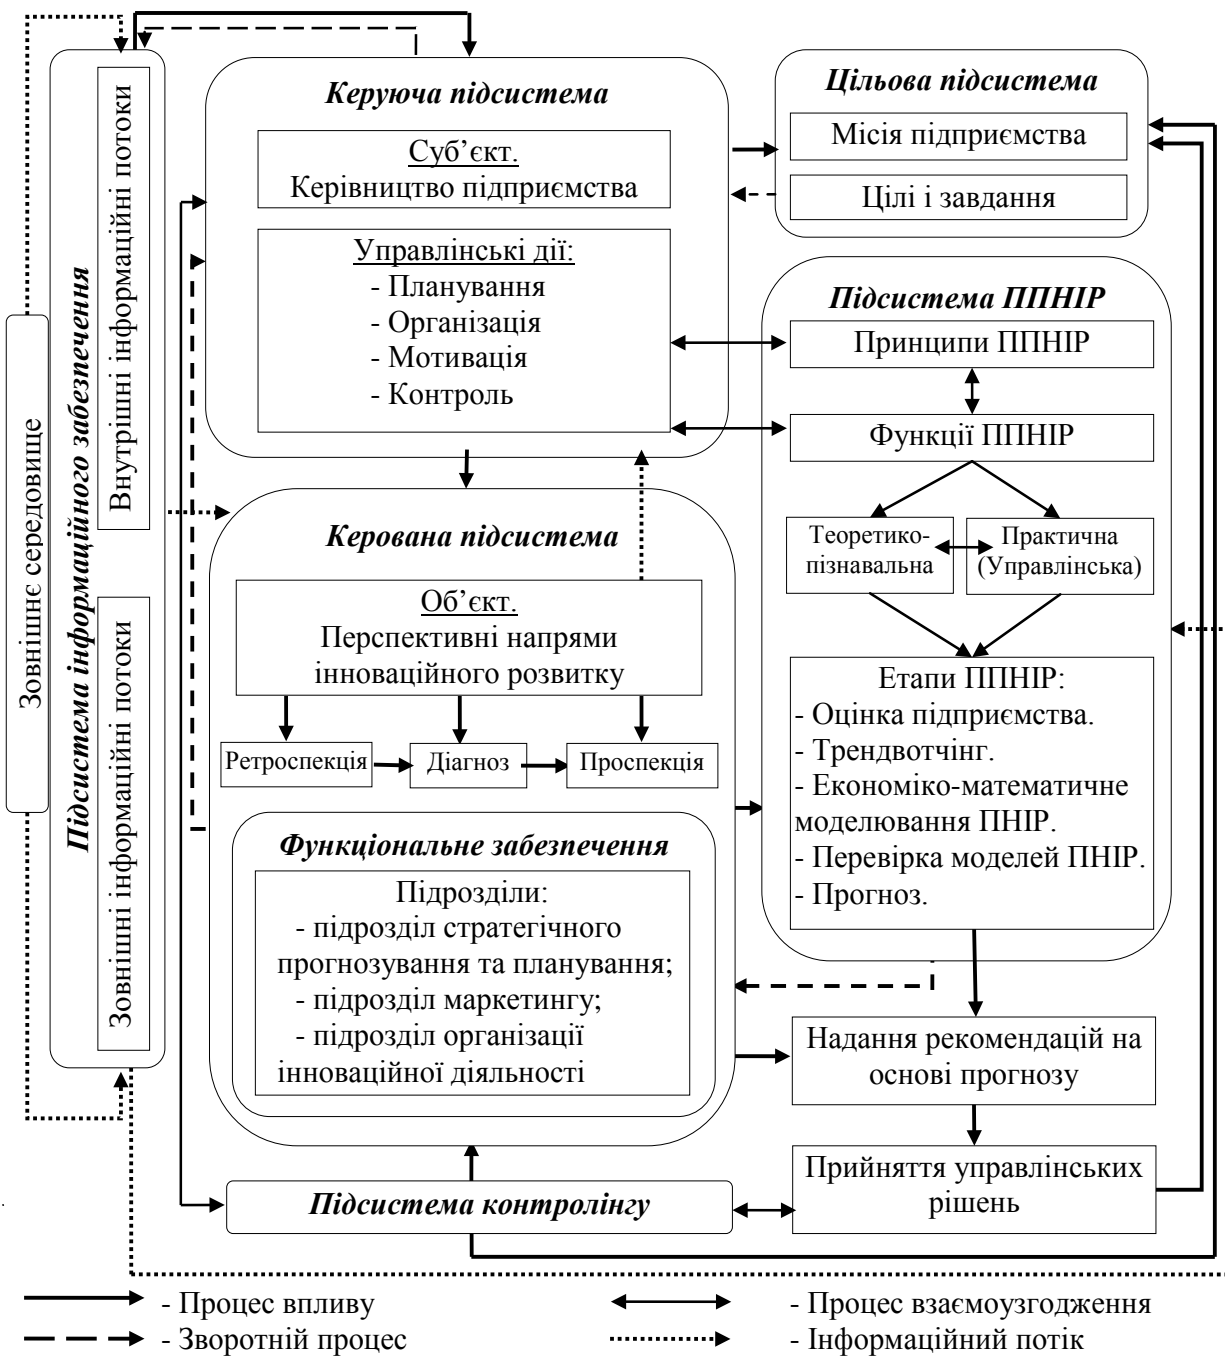 Зовнішнє середовище
Підсистема інформаційного забезпечення
Внутрішні інформаційні потоки
Зовнішні інформаційні потоки
Керуюча підсистема
Суб’єкт.
Керівництво підприємства
Управлінські дії:
- Планування
- Організація
- Мотивація
- Контроль
Цільова підсистема
Місія підприємства
Цілі і завдання
Підсистема ППНІР
Принципи ППНІР
Функції ППНІР
Теоретико-
пізнавальна
Практична
(Управлінська)
Етапи ППНІР:
- Оцінка підприємства.
- Трендвотчінг.
- Економіко-математичне
моделювання ПНІР.
- Перевірка моделей ПНІР.
- Прогноз.
Керована підсистема
Об’єкт.
Перспективні напрями
інноваційного розвитку
Ретроспекція
Діагноз
Проспекція
Функціональне забезпечення
Підрозділи:
- підрозділ стратегічного
прогнозування та планування;
- підрозділ маркетингу;
- підрозділ організації
інноваційної діяльності
Надання рекомендацій на
основі прогнозу
Прийняття управлінських
рішень
Підсистема контролінгу
- Процес впливу
- Зворотній процес
- Процес взаємоузгодження
- Інформаційний потік